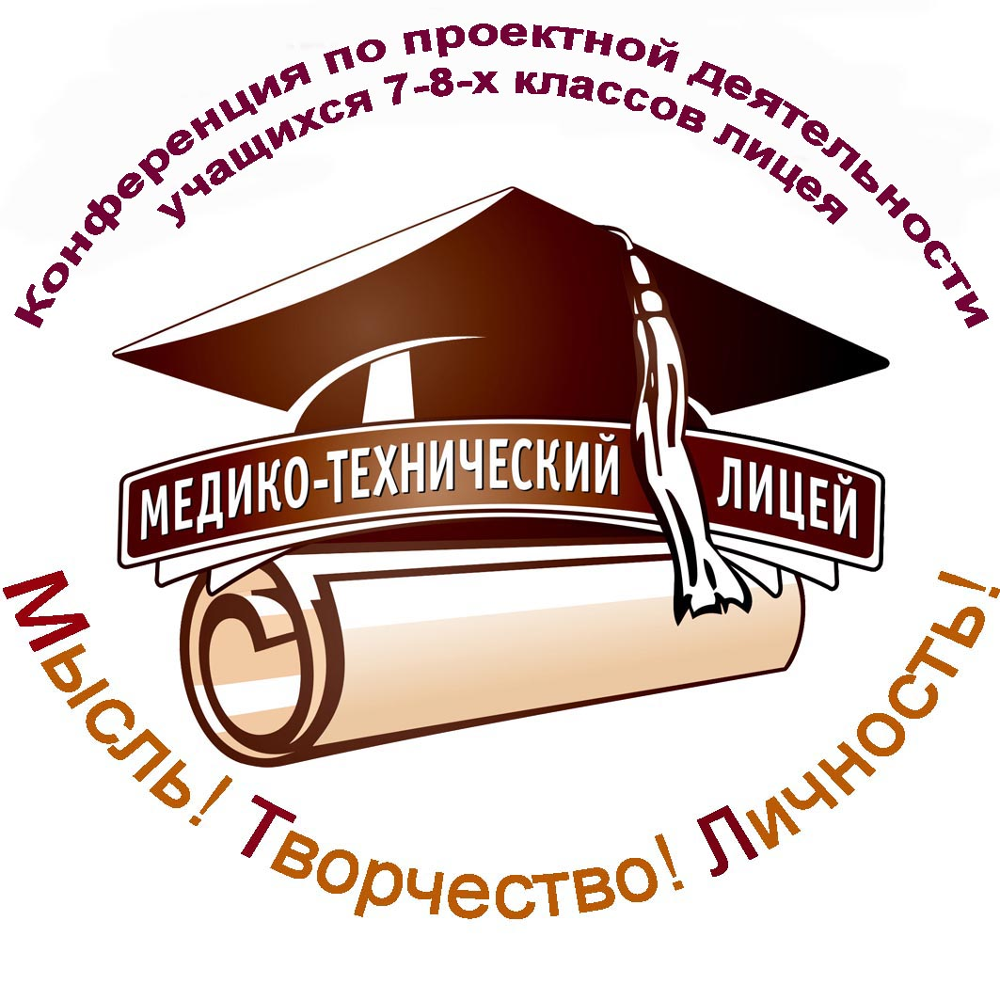 Конференция по проектной деятельности
учащихся 7-8-х классов лицея
МЕДИКО-ТЕХНИЧЕСКИЙ ЛИЦЕЙ
Мысль! Творчество! Личность!